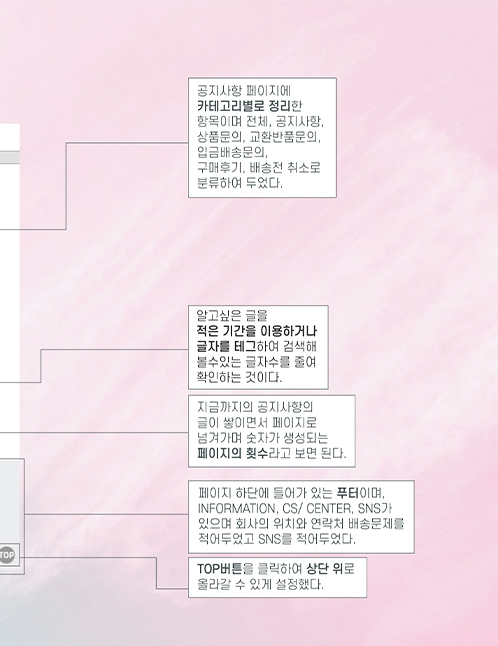 공지사항 페이지에
카테고리별로 정리한
항목이며 전체, 공지사항,
상품문의, 교환반품문의,
입금배송문의,
구매후기, 배송전 취소로
분류하여 두었다.
알고싶은 글을
적은 기간을 이용하거나
글자를 테그하여 검색해
볼수있는 글자수를 줄여
확인하는 것이다.
지금까지의 공지사항의
글이 쌓이면서 페이지로
넘겨가며 숫자가 생성되는
페이지의 횟수라고 보면 된다.
페이지 하단에 들어가 있는 푸터이며,
INFORMATION, CS/ CENTER, SNS가
있으며 회사의 위치와 연락처 배송문제를
적어두었고 SNS를 적어두었다.
TOP
TOP버튼을 클릭하여 상단 위로
올라갈 수 있게 설정했다.